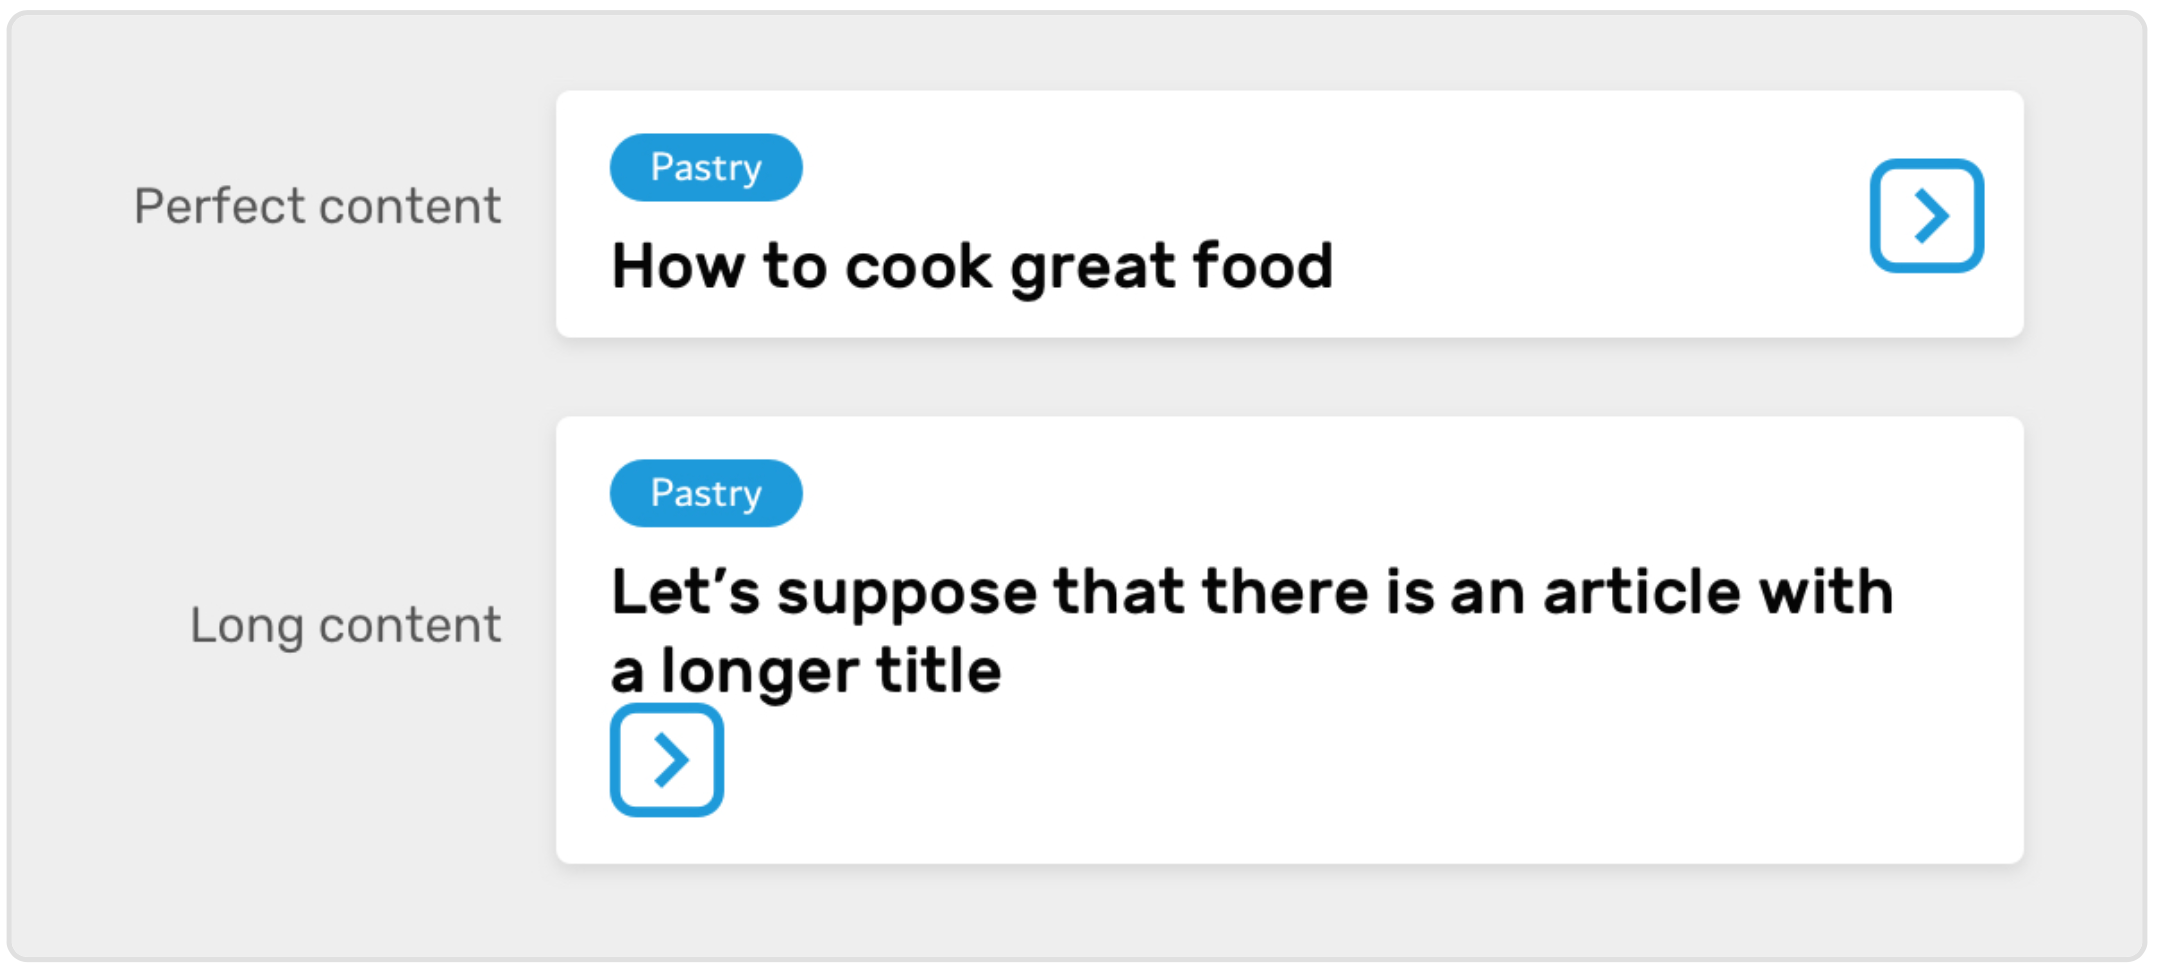 Perfect content
Pastry
How to cook great food
Long content
Pastry
Let’s suppose that there is an article with
a longer title